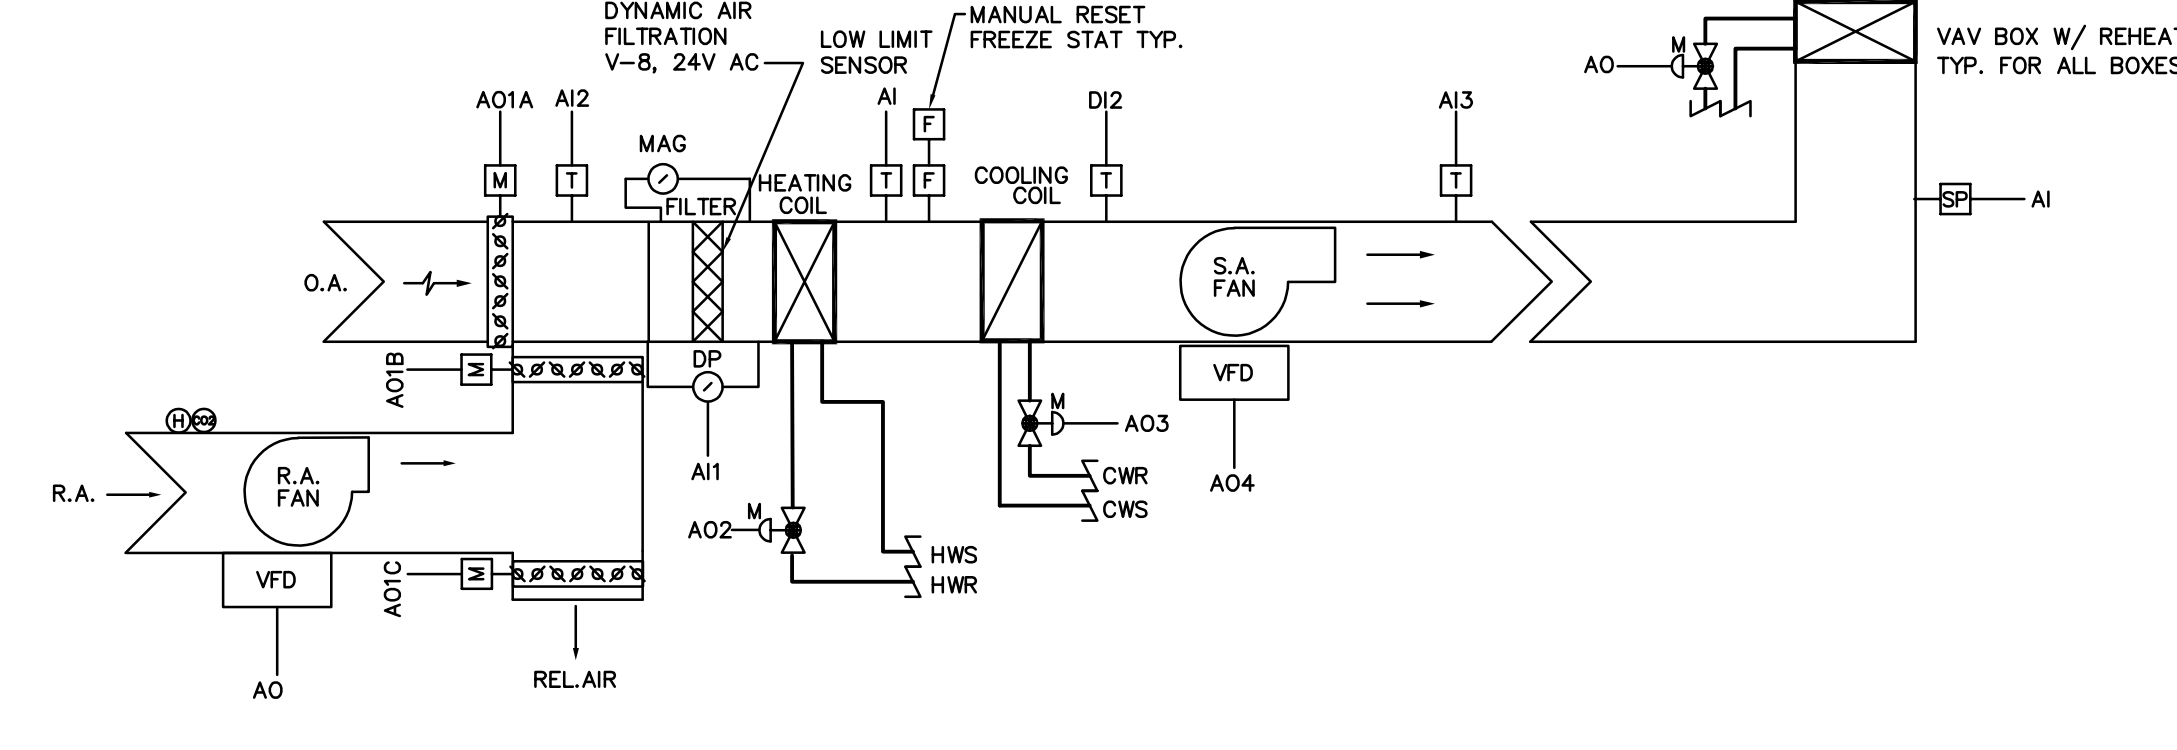 DYNAMIC AIR
FILTRATION
V-8, 24V AC
LOW LIMIT
SENSOR
MANUAL RESET
FREEZE STAT TYP.
M
AO
VAV BOX W/ REHEAT
TYP. FOR ALL BOXES
AO1A
AI2
AI
DI2
AI3
F
MAG
M
T
T
F
T
T
HEATING
COIL
COOLING
COIL
FILTER
SP
AI
O.A.
S.A.
FAN
AO1B
M
DP
VFD
M
AO3
H
CO2
R.A.
R.A.
FAN
AI1
CWR
CWS
AO4
M
AO2
HWS
HWR
AO1C
M
VFD
REL.AIR
AO